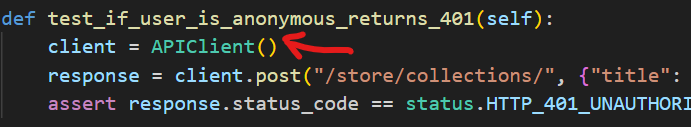 def test_if_user_is_anonymous_returns_401(self):
client = APIClient()
response = client.post("/store/collections/", {"title":
assert response.status_code == status.HTTP_401_UNAUTHORI